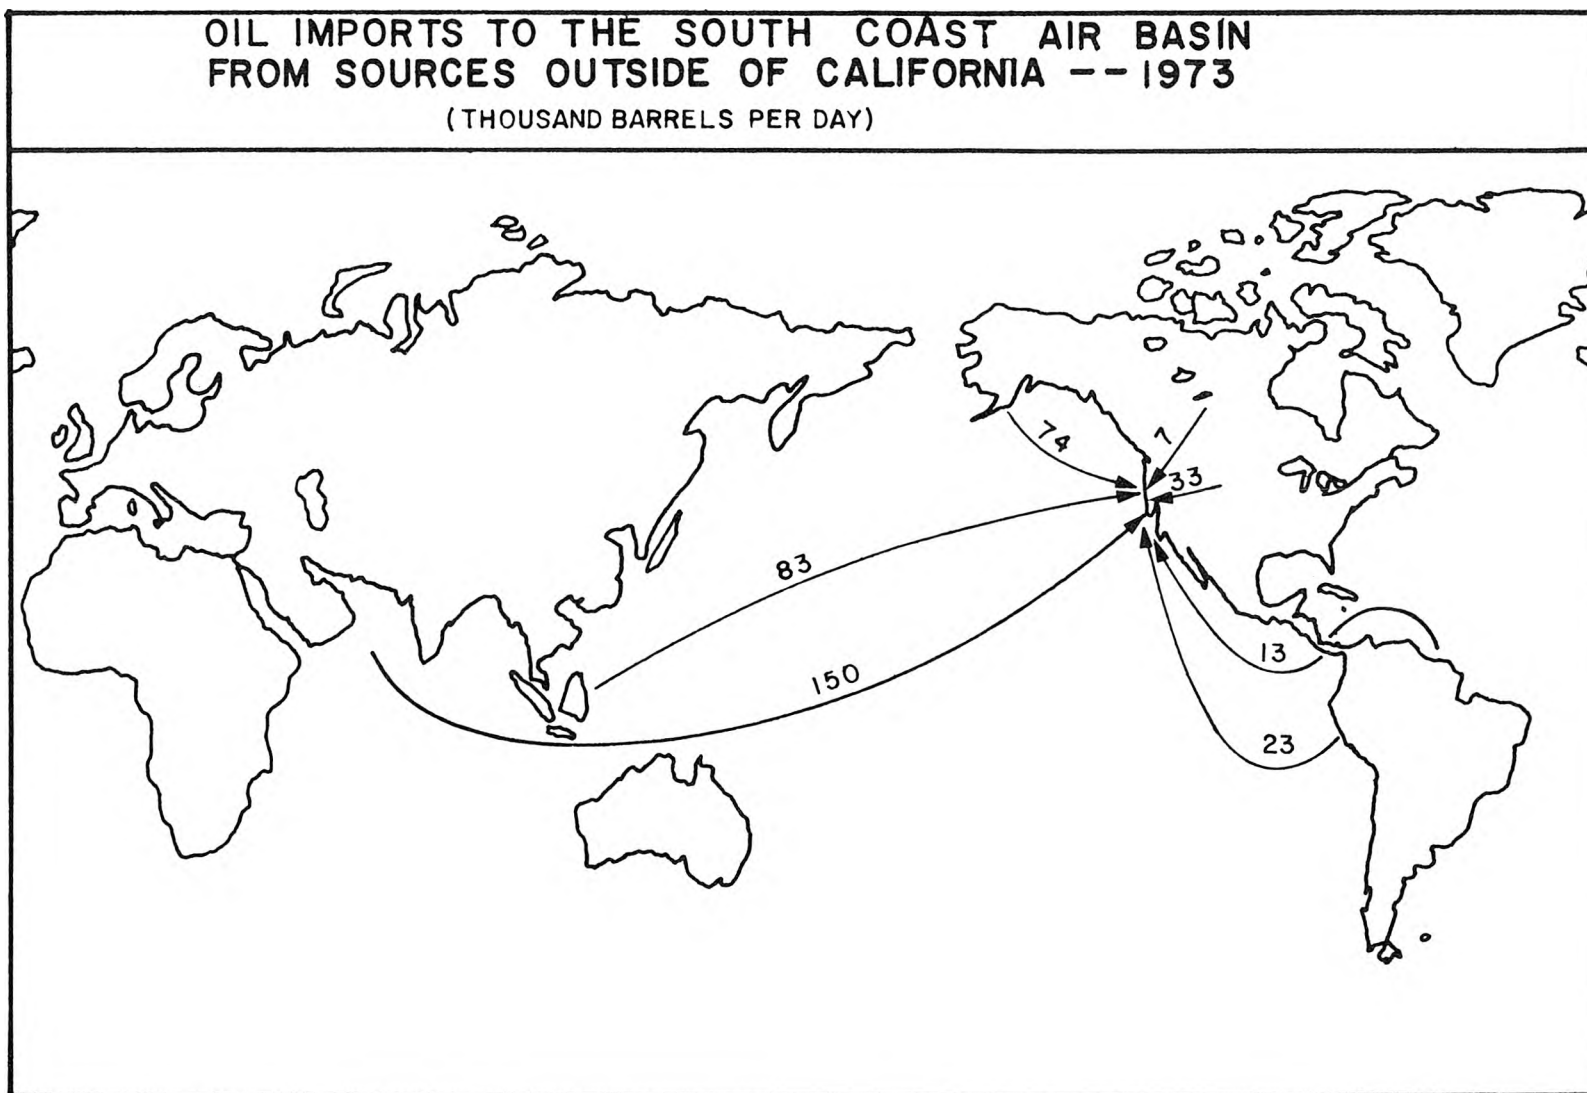 OIL IMPORTS TO THE SOUTH COAST AIR BASIN
FROM SOURCES OUTSIDE OF CALIFORNIA -- 1973
(THOUSAND BARRELS PER DAY)
74
7
33
83
150
13
23